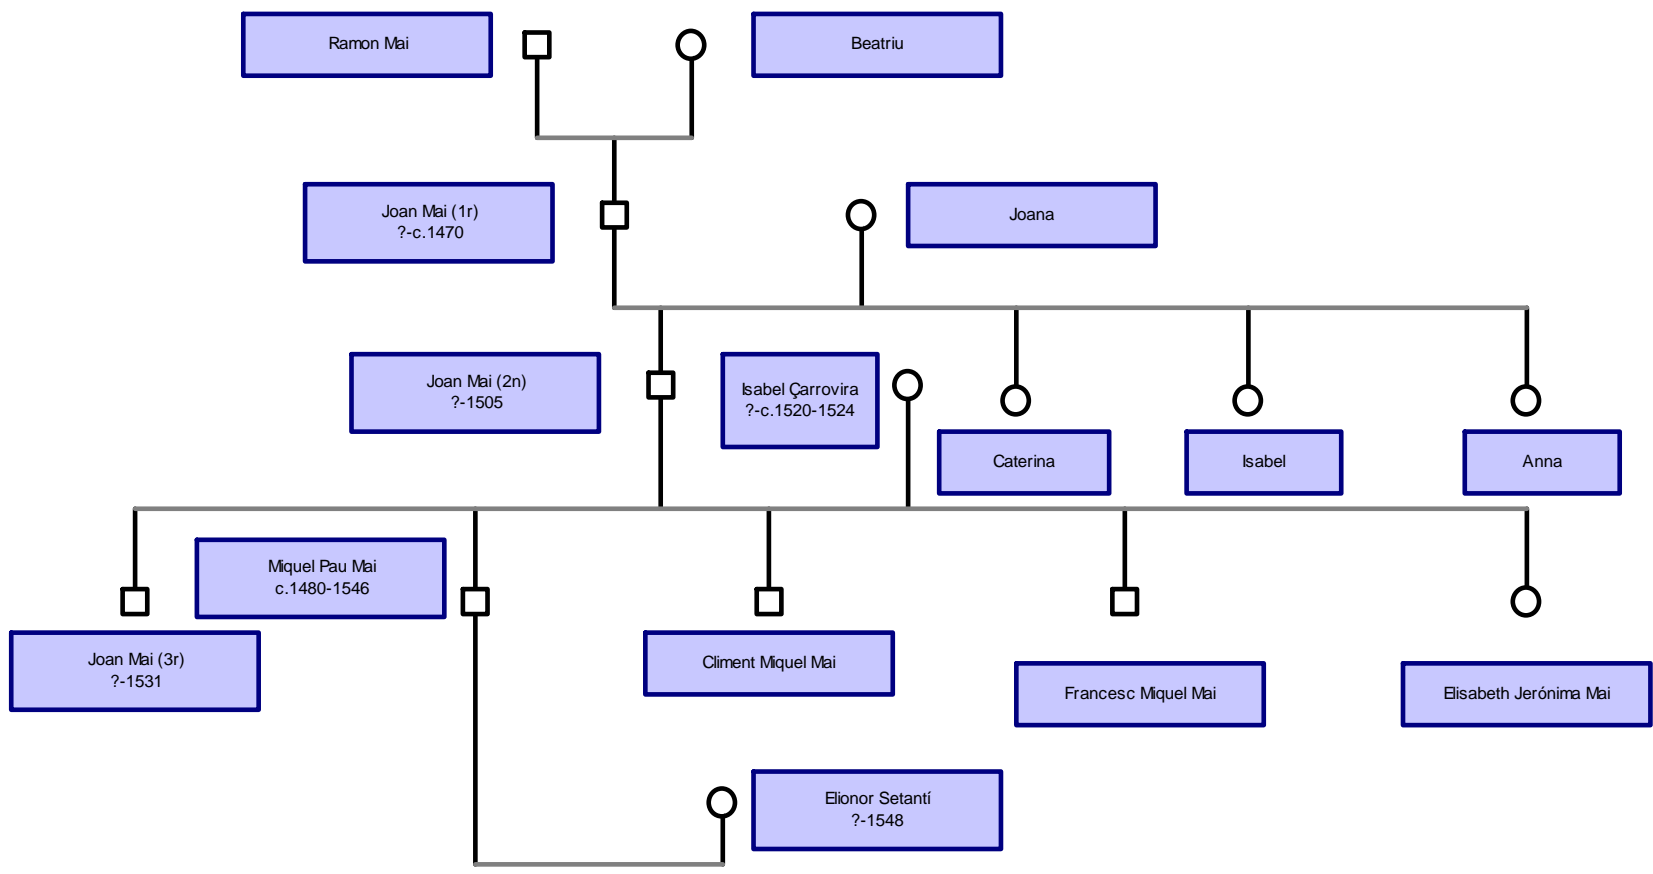 Ramon Mai
Beatriu
Joan Mai (1r)
?-c.1470
Joana
Joan Mai (2n)
?-1505
Isabel Çarrovira
?-c.1520-1524
Caterina
Isabel
Anna
Miquel Pau Mai
c.1480-1546
Joan Mai (3r)
?-1531
Climent Miquel Mai
Francesc Miquel Mai
Elisabeth Jerónima Mai
Elionor Setantí
?-1548